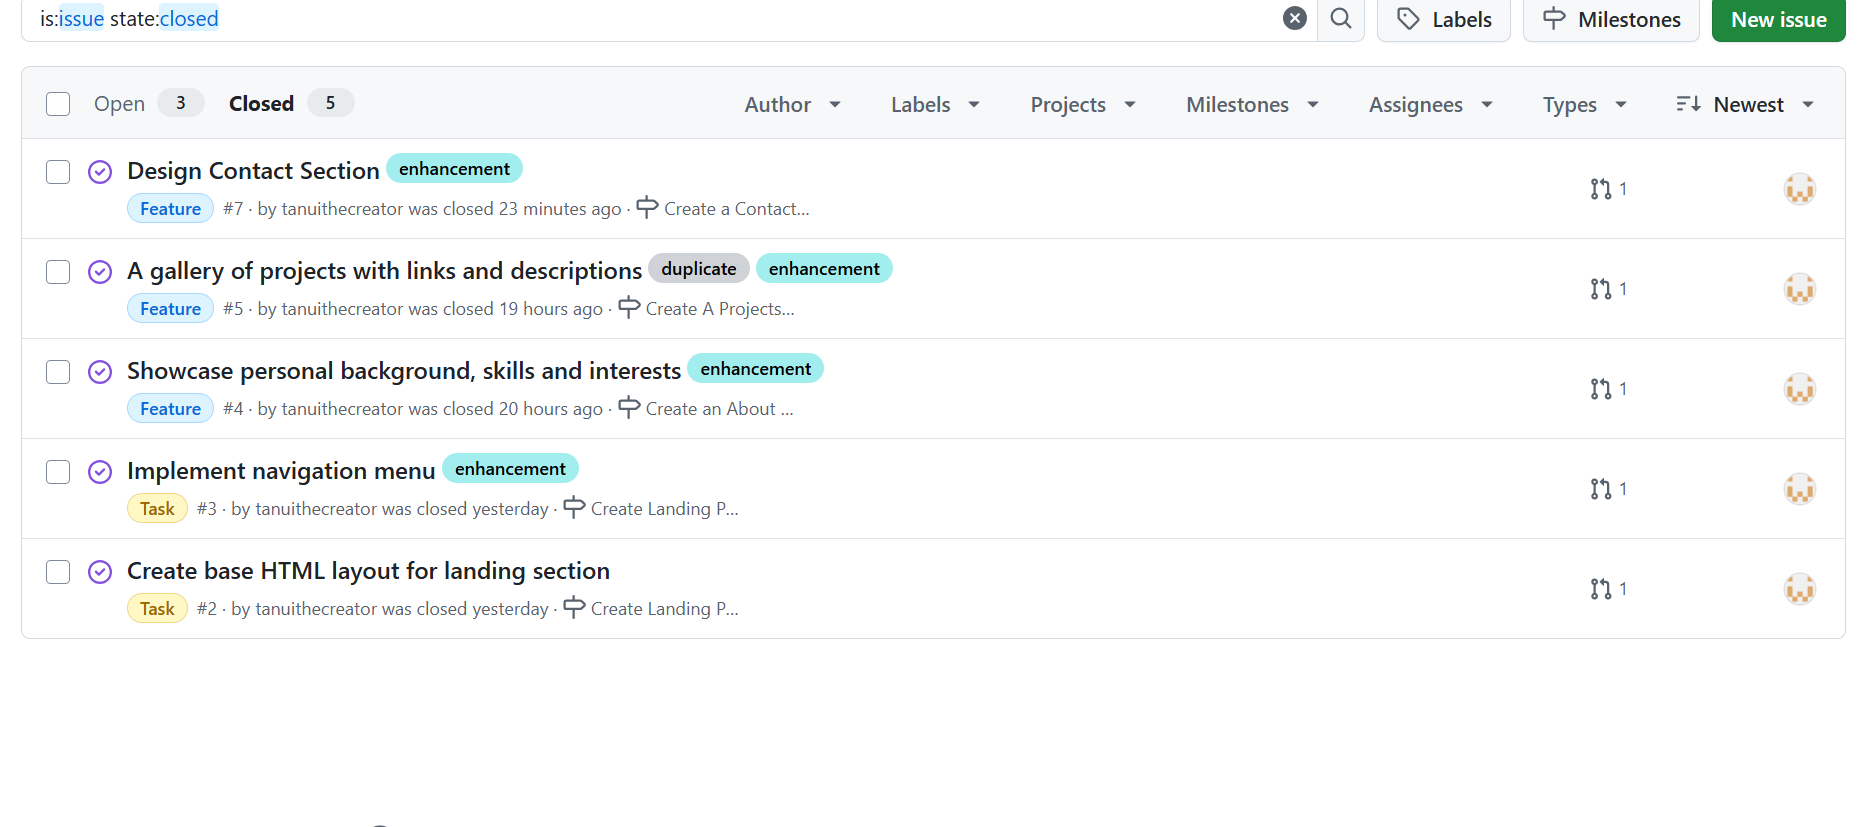 is:issue state:closed
Labels
Milestones
New issue
Open 3 Closed 5 Author Labels Projects Milestones Assignees Types Newest
Design Contact Section enhancement
Feature #7 · by tanuithecreator was closed 23 minutes ago · Create a Contact...
1
A gallery of projects with links and descriptions duplicate enhancement
Feature #5 · by tanuithecreator was closed 19 hours ago · Create A Projects...
1
Showcase personal background, skills and interests enhancement
Feature #4 · by tanuithecreator was closed 20 hours ago · Create an About ...
1
Implement navigation menu enhancement
Task #3 · by tanuithecreator was closed yesterday · Create Landing P...
1
Create base HTML layout for landing section
Task #2 · by tanuithecreator was closed yesterday · Create Landing P...
1